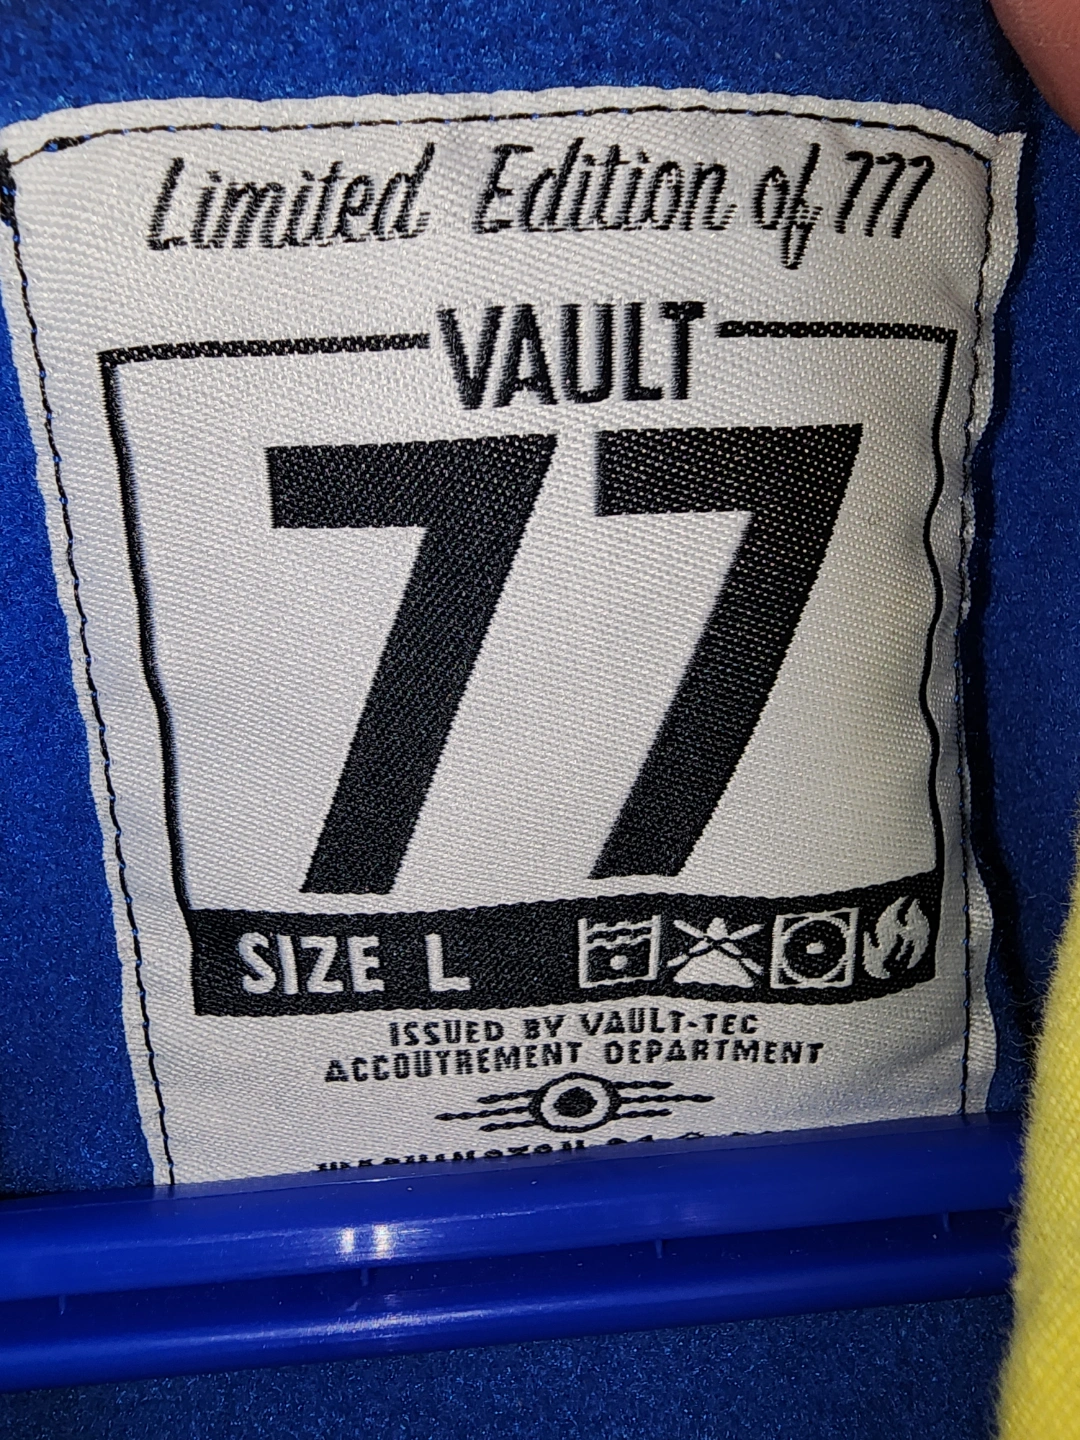 Limited Edition of 777
VAULT
77
SIZE L
ISSUED BY VAULT-TEC
ACCOUTREMENT DEPARTMENT